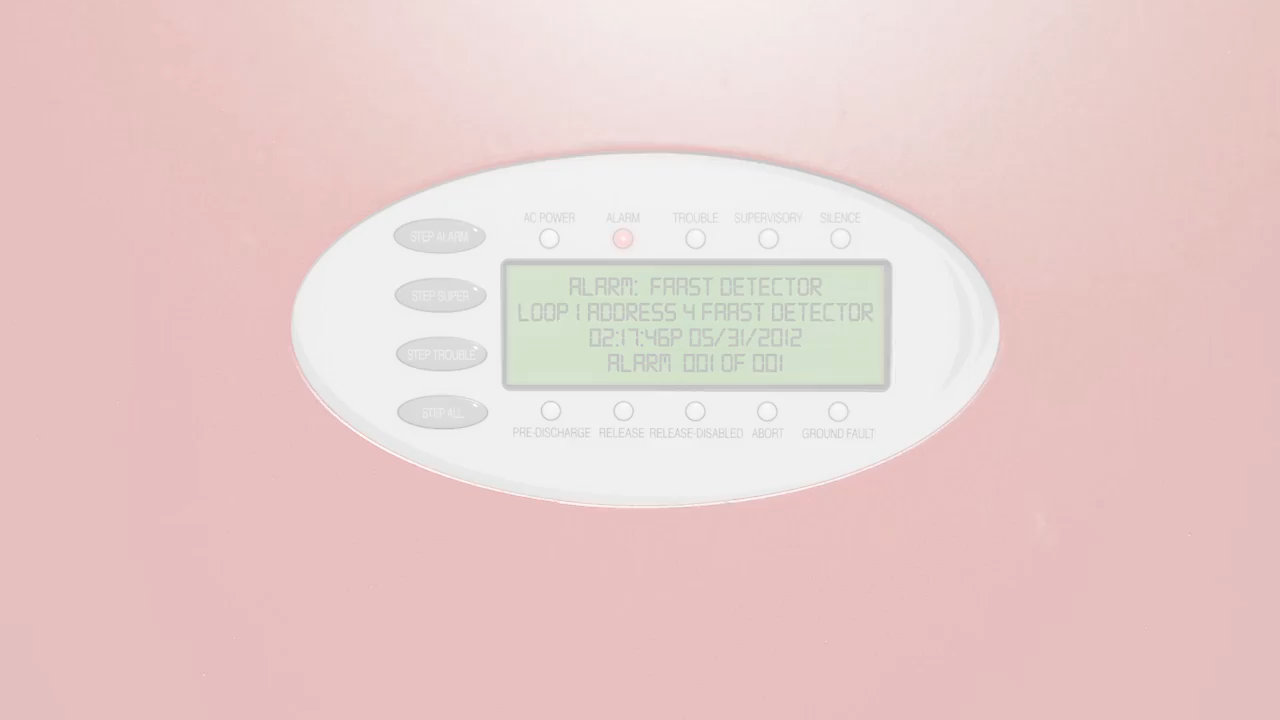 AC POWER ALARM TROUBLE SUPERVISORY SILENCE
STEP ALARM
STEP SUPER
STEP TROUBLE
STEP ALL
ALARM: FAAST DETECTOR
LOOP 1 ADDRESS 4 FAAST DETECTOR
02:17:46P 05/31/2012
ALARM 001 OF 001
PRE-DISCHARGE RELEASE RELEASE-DISABLED ABORT GROUND FAULT